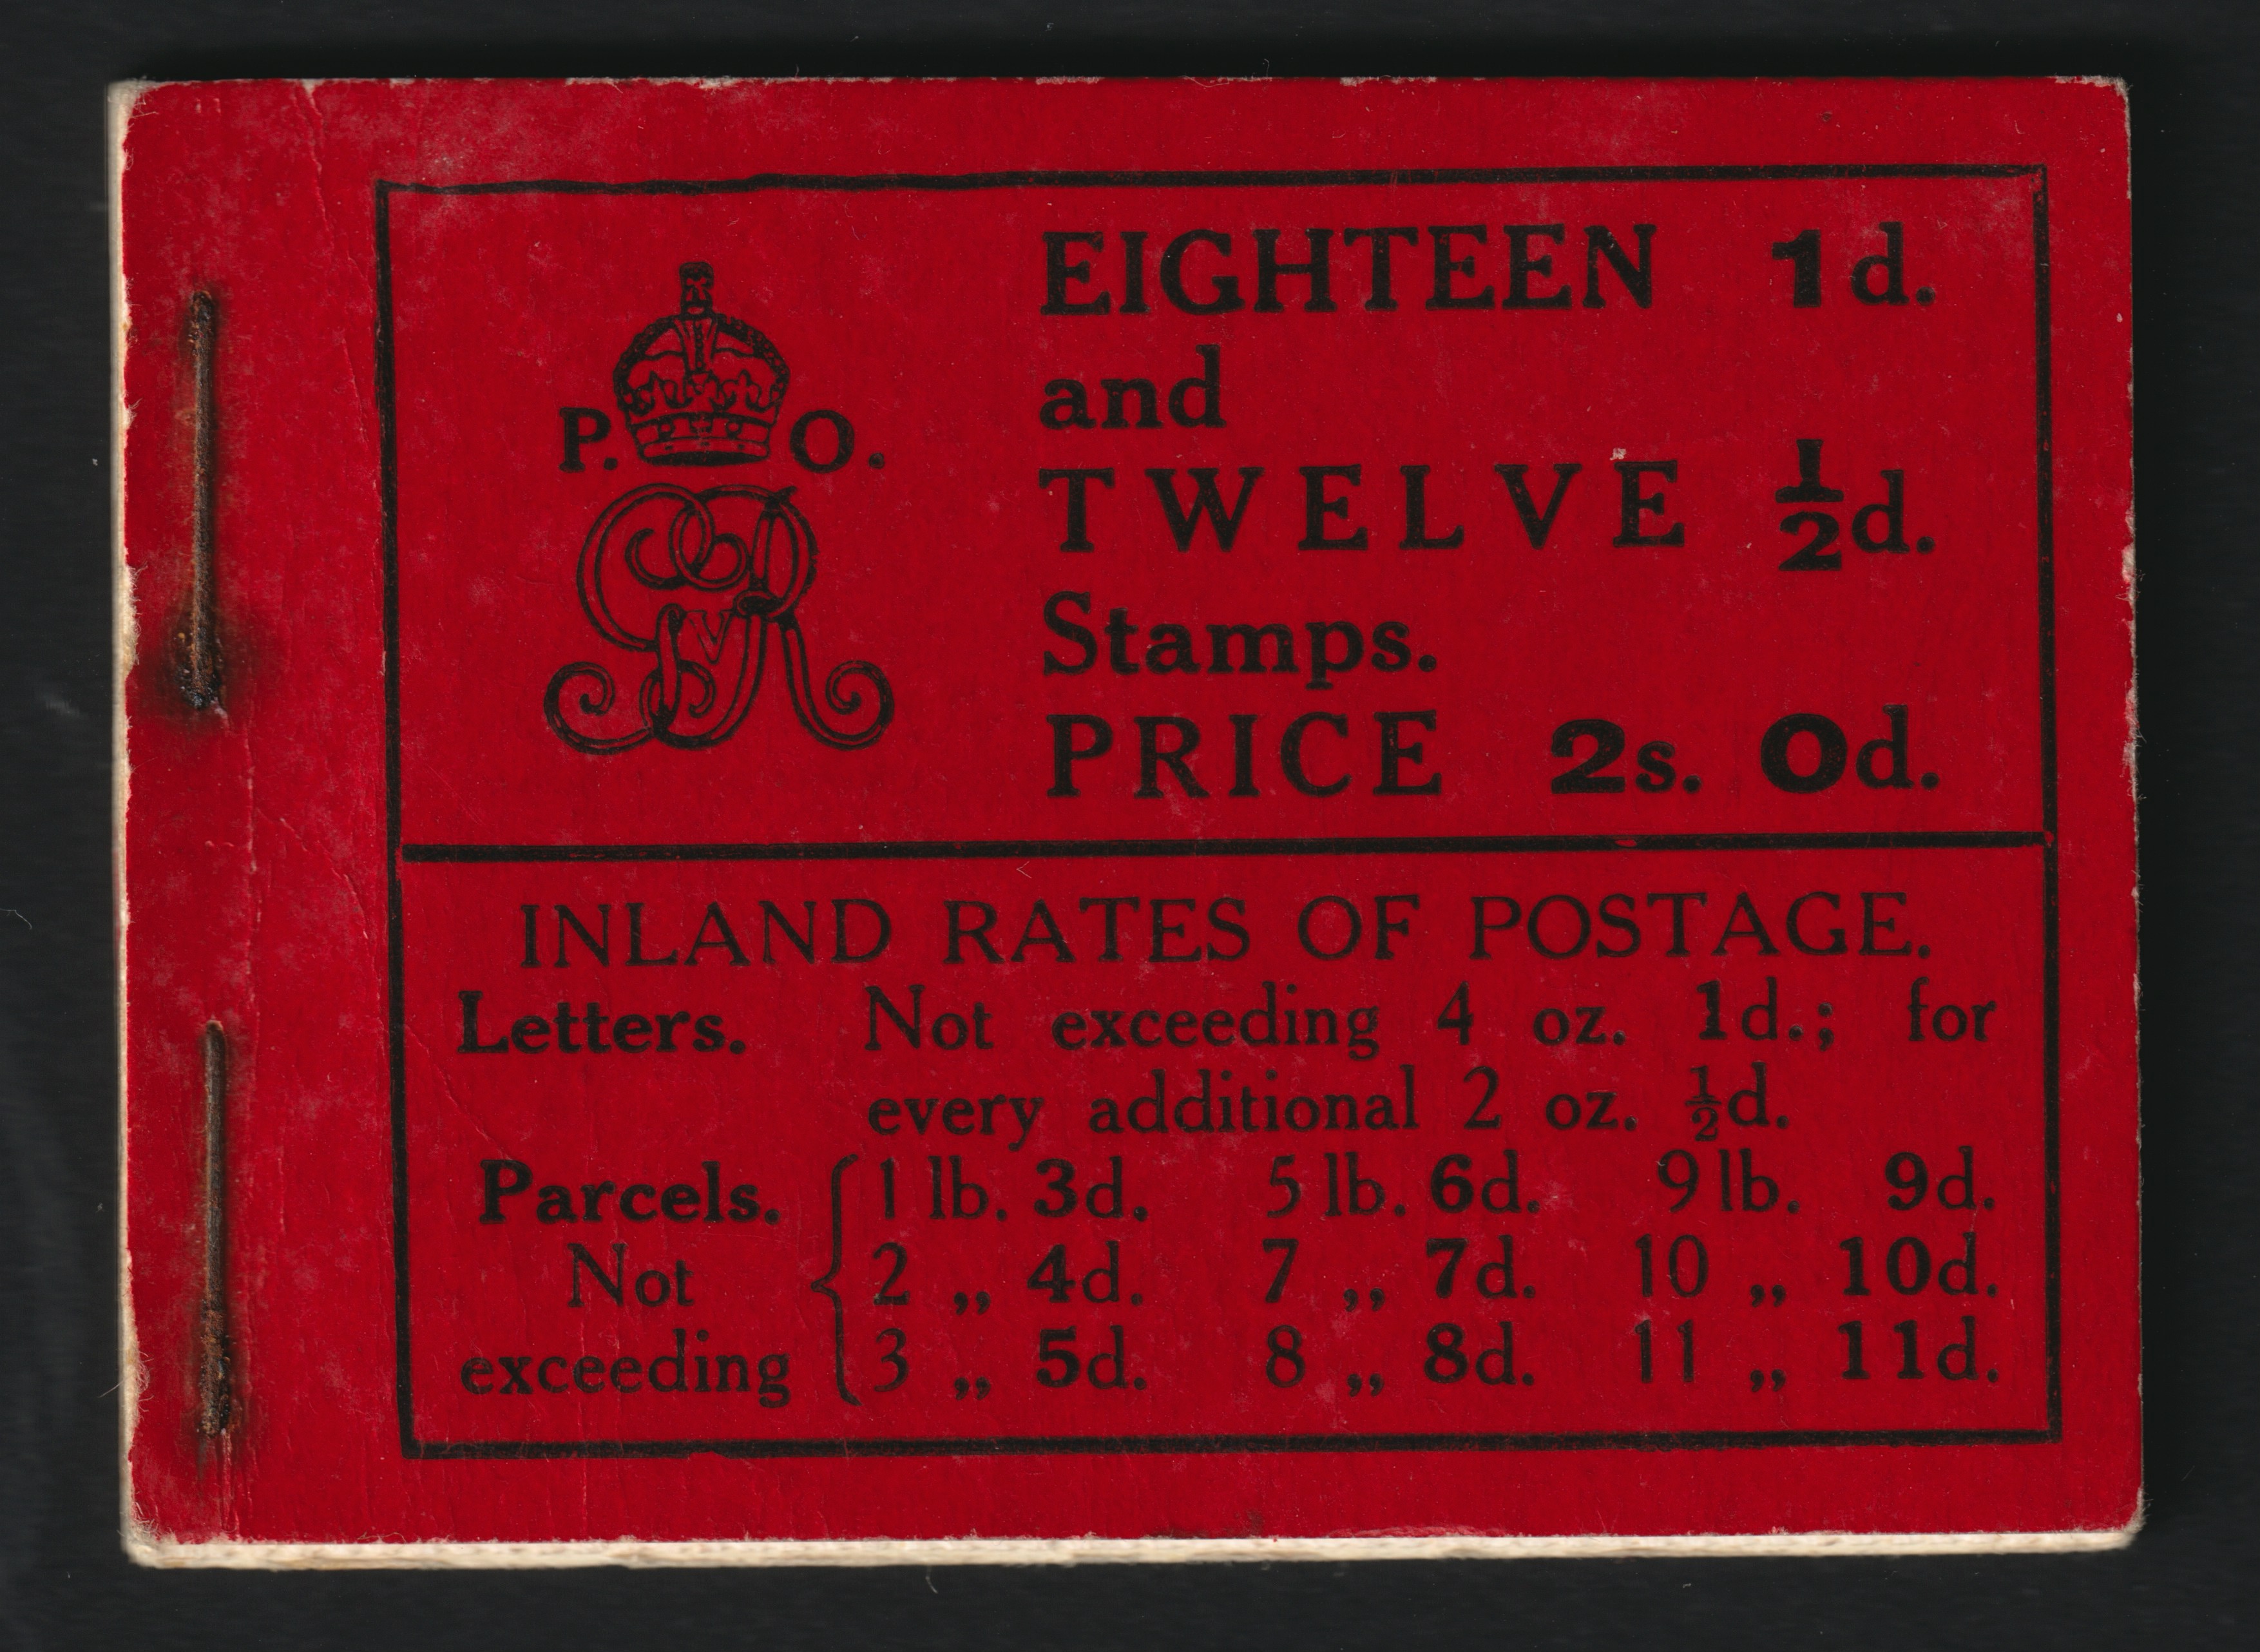 P. O.
GVR
EIGHTEEN 1d.
and
TWELVE ½d.
Stamps.
PRICE 2s. 0d.
INLAND RATES OF POSTAGE.
Letters. Not exceeding 4 oz. 1d.; for
every additional 2 oz. ½d.
Parcels. 1 lb. 3d. 5 lb. 6d. 9 lb. 9d.
Not 2 „ 4d. 7 „ 7d. 10 „ 10d.
exceeding 3 „ 5d. 8 „ 8d. 11 „ 11d.